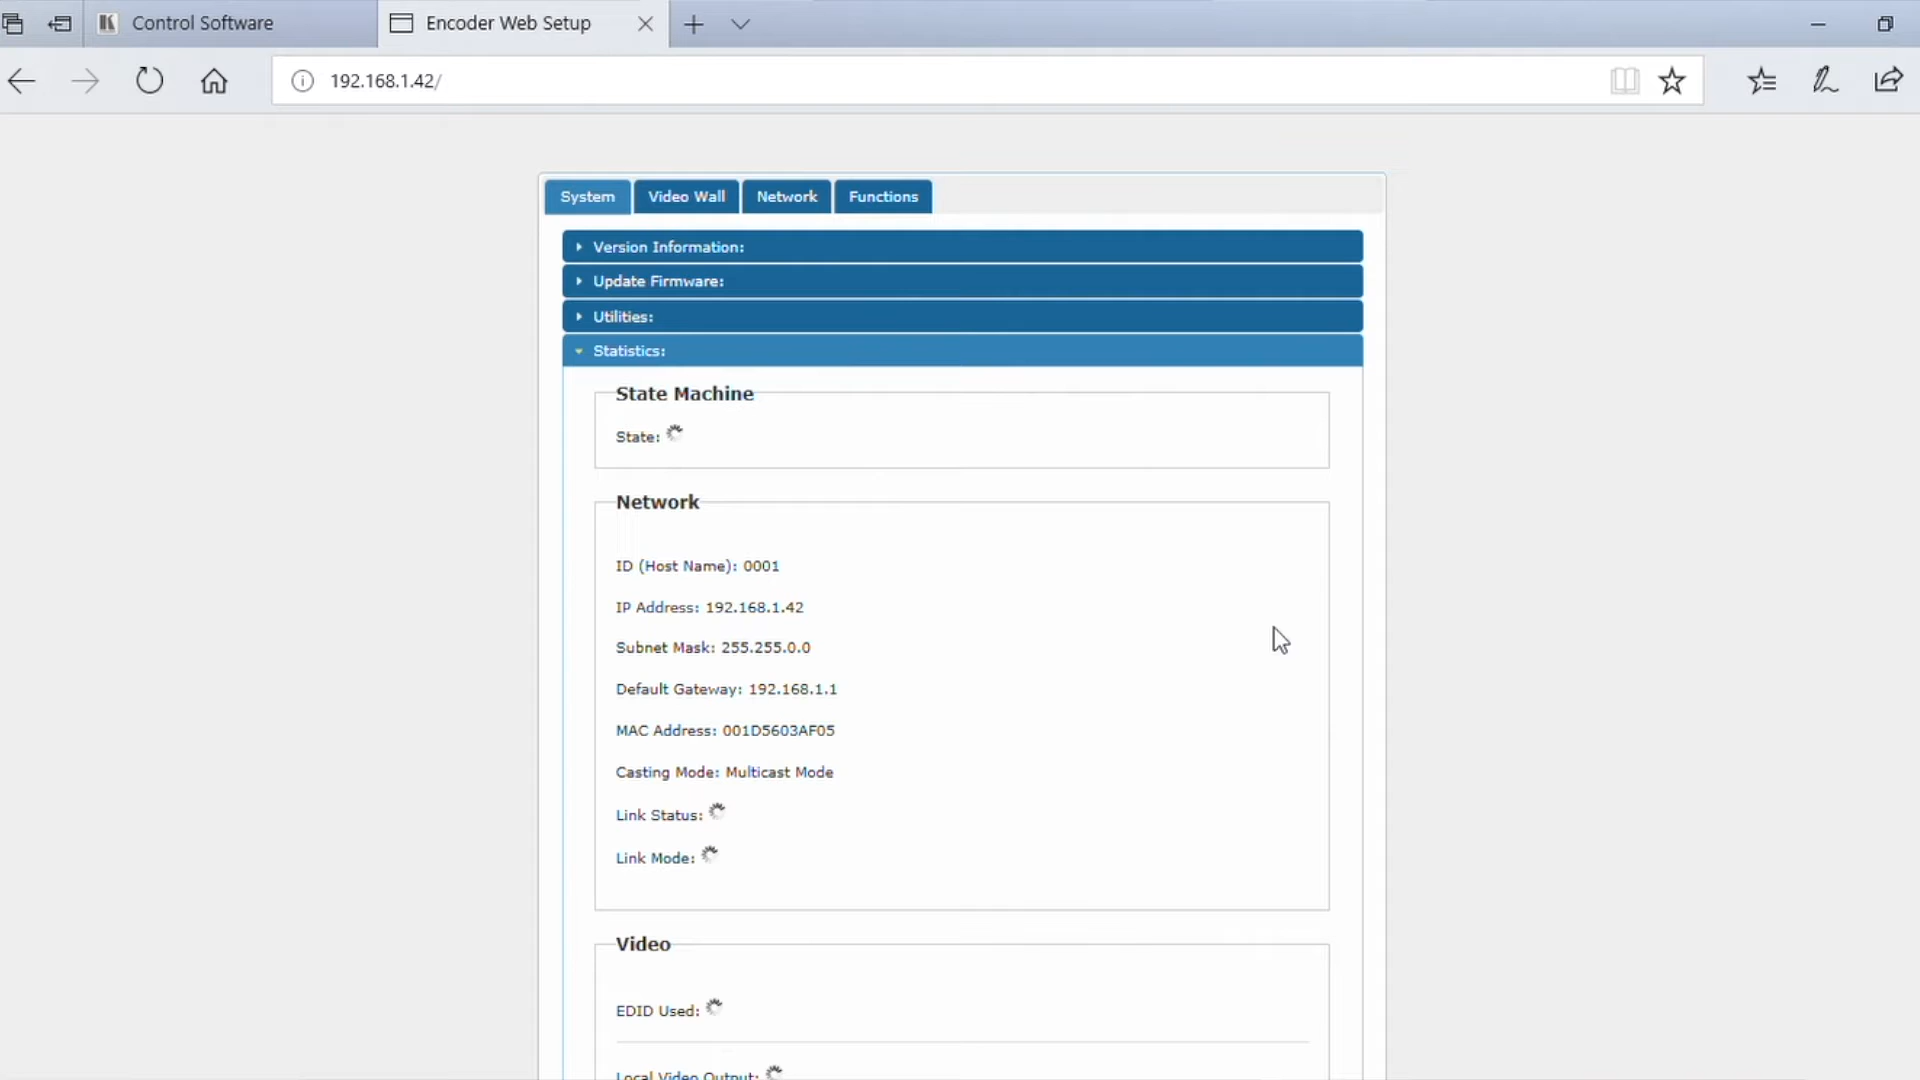 Control Software
Encoder Web Setup
192.168.1.42/
System
Video Wall
Network
Functions
Version Information:
Update Firmware:
Utilities:
Statistics:
State Machine
State:
Network
ID (Host Name): 0001
IP Address: 192.168.1.42
Subnet Mask: 255.255.0.0
Default Gateway: 192.168.1.1
MAC Address: 001D5603AF05
Casting Mode: Multicast Mode
Link Status:
Link Mode:
Video
EDID Used:
Local Video Output: